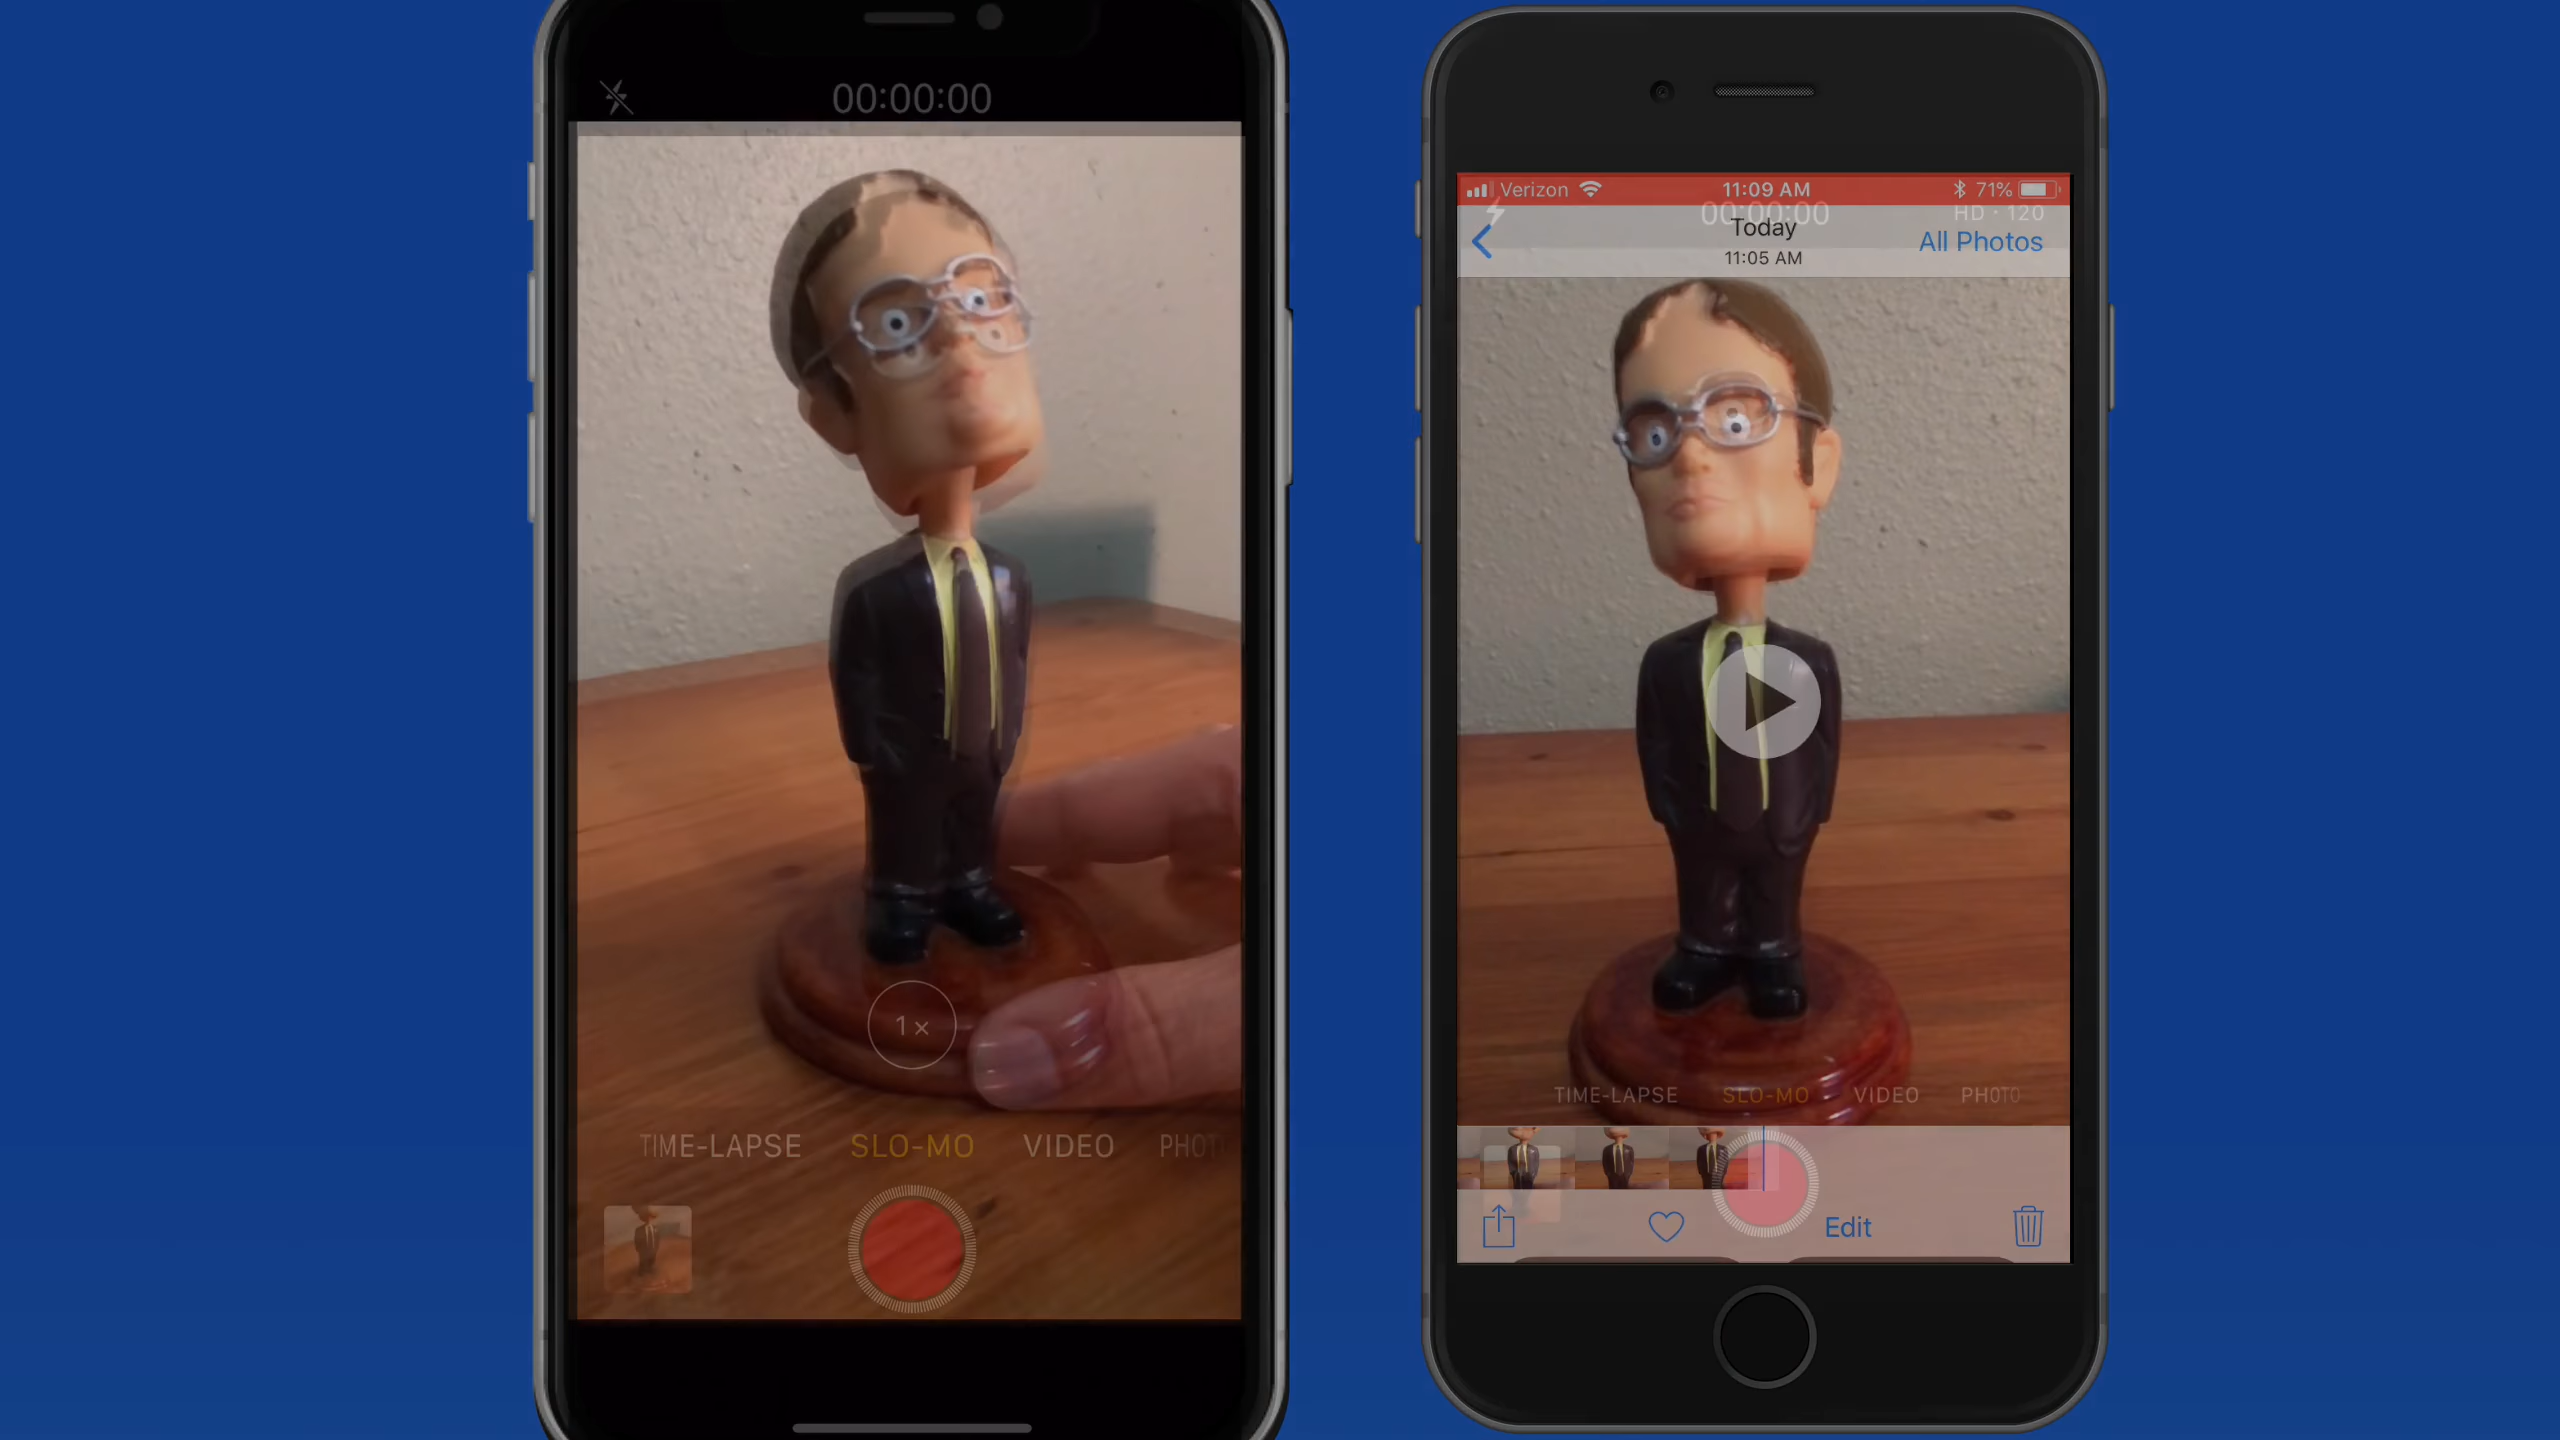 00:00:00
1×
TIME-LAPSE SLO-MO VIDEO PHOTO
Verizon 11:09 AM 71%
00:00:00 HD · 120
Today
All Photos
11:05 AM
TIME-LAPSE SLO-MO VIDEO PHOTO
Edit